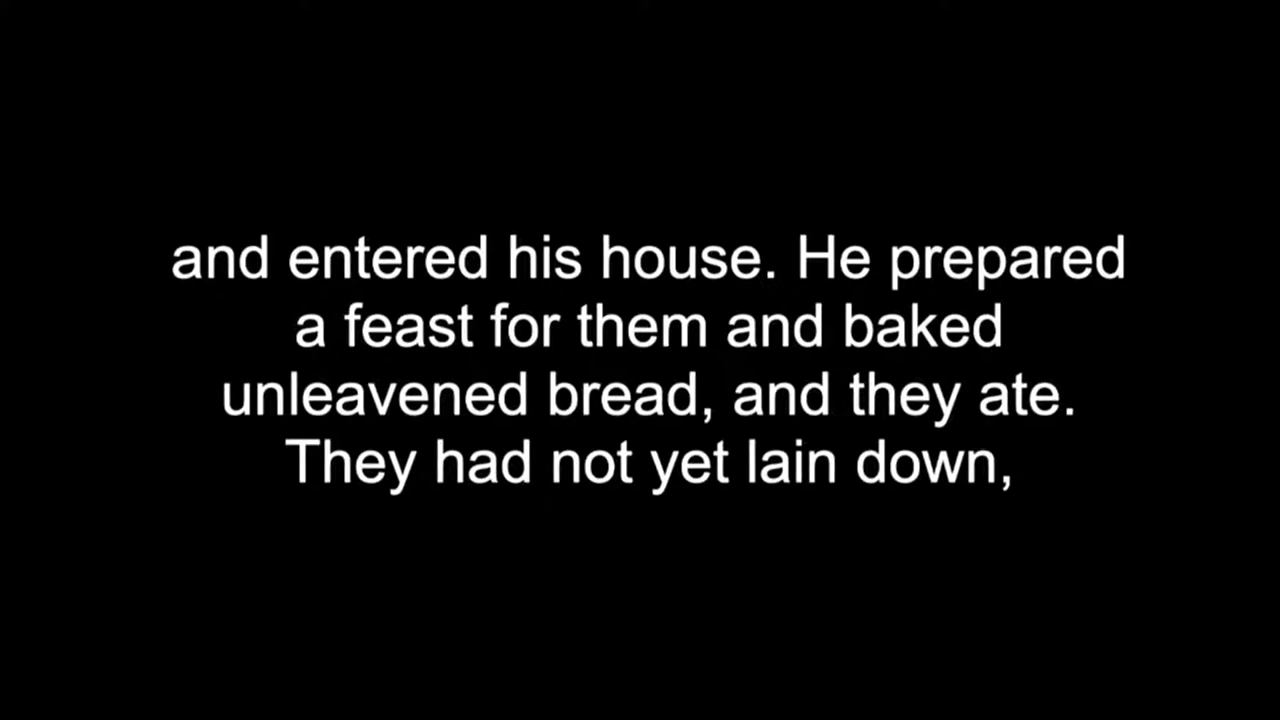 and entered his house. He prepared
a feast for them and baked
unleavened bread, and they ate.
They had not yet lain down,